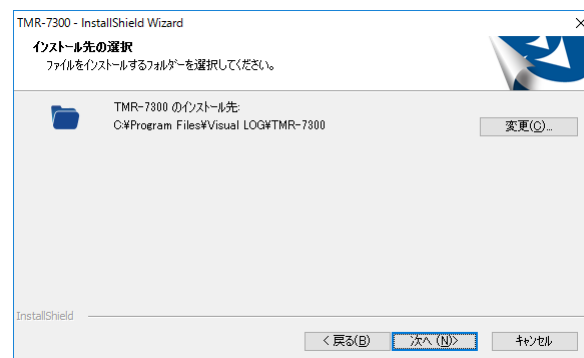 TMR-7300 - InstallShield Wizard
インストール先の選択
ファイルをインストールするフォルダーを選択してください。
TMR-7300 のインストール先:
C:¥Program Files¥Visual LOG¥TMR-7300
変更(C)...
InstallShield
< 戻る(B)
次へ (N)>
キャンセル